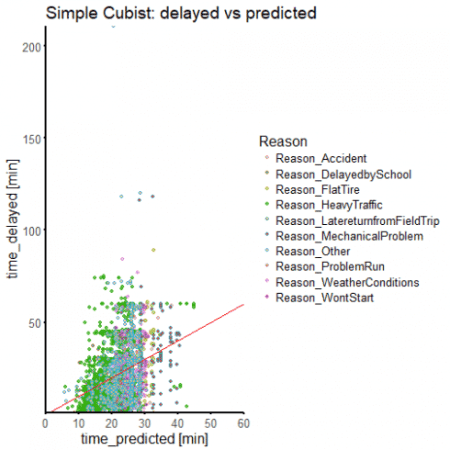 Simple Cubist: delayed vs predicted
200
150
100
50
time_delayed [min]
0 10 20 30 40 50 60
time_predicted [min]
Reason
Reason_Accident
Reason_DelayedbySchool
Reason_FlatTire
Reason_HeavyTraffic
Reason_LatereturnfromFieldTrip
Reason_MechanicalProblem
Reason_Other
Reason_ProblemRun
Reason_WeatherConditions
Reason_WontStart